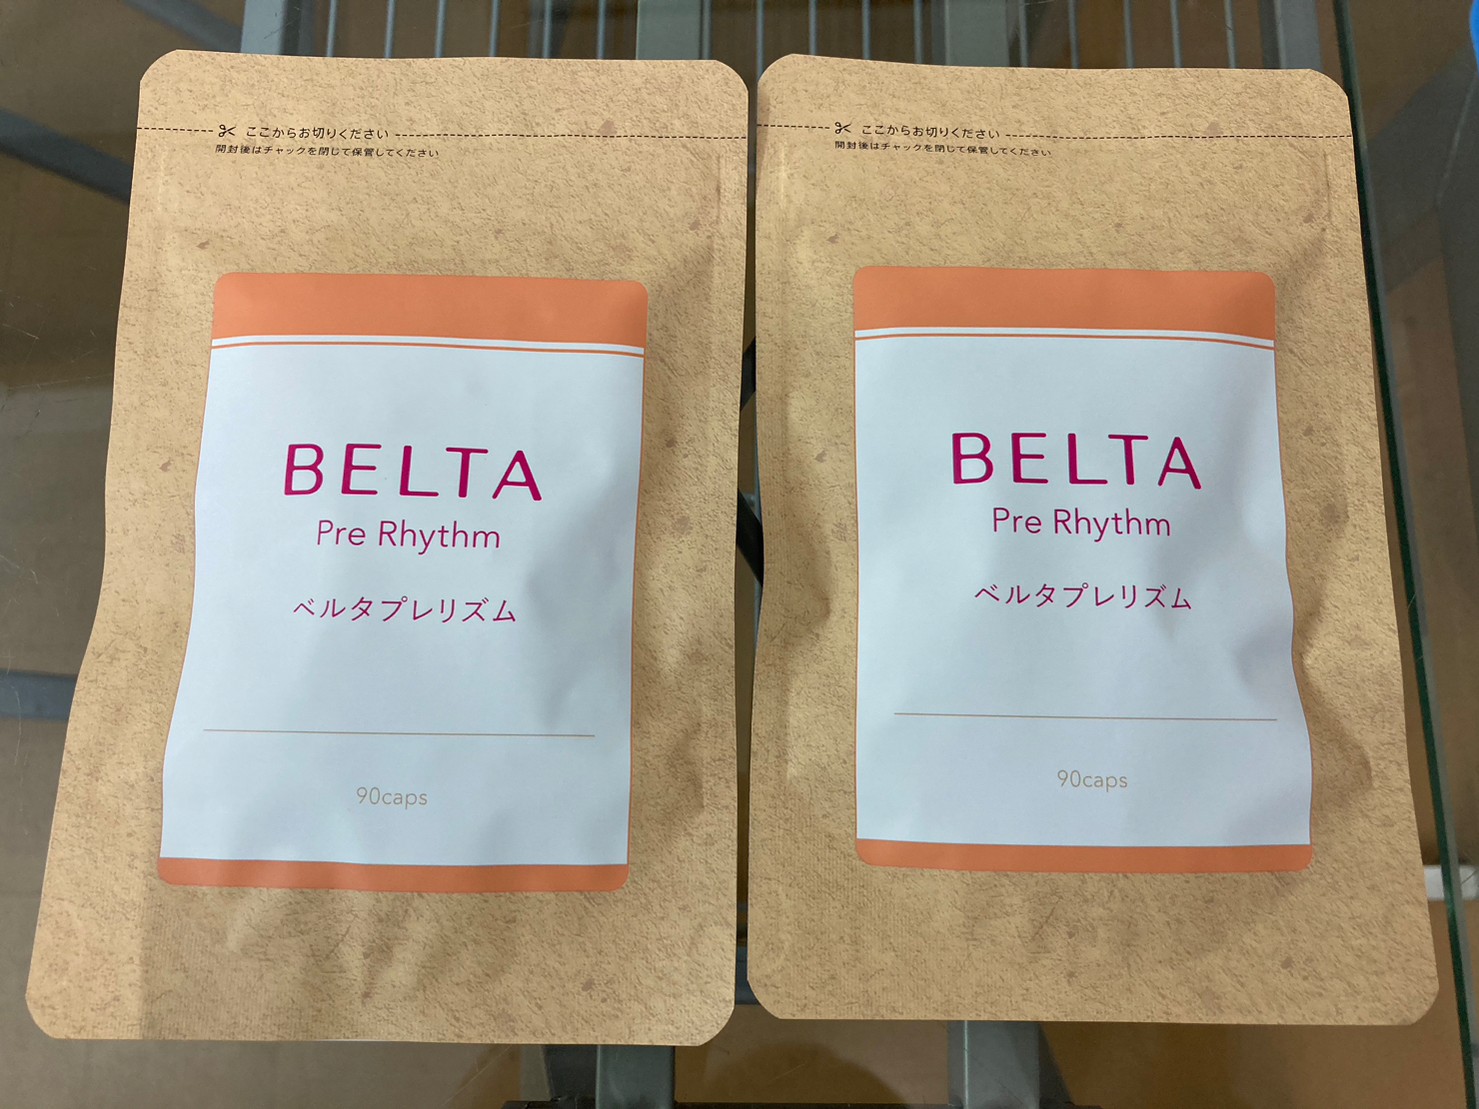 ここからお切りください
開封後はチャックを閉じて保管してください
BELTA
Pre Rhythm
ベルタプレリズム
90caps
ここからお切りください
開封後はチャックを閉じて保管してください
BELTA
Pre Rhythm
ベルタプレリズム
90caps